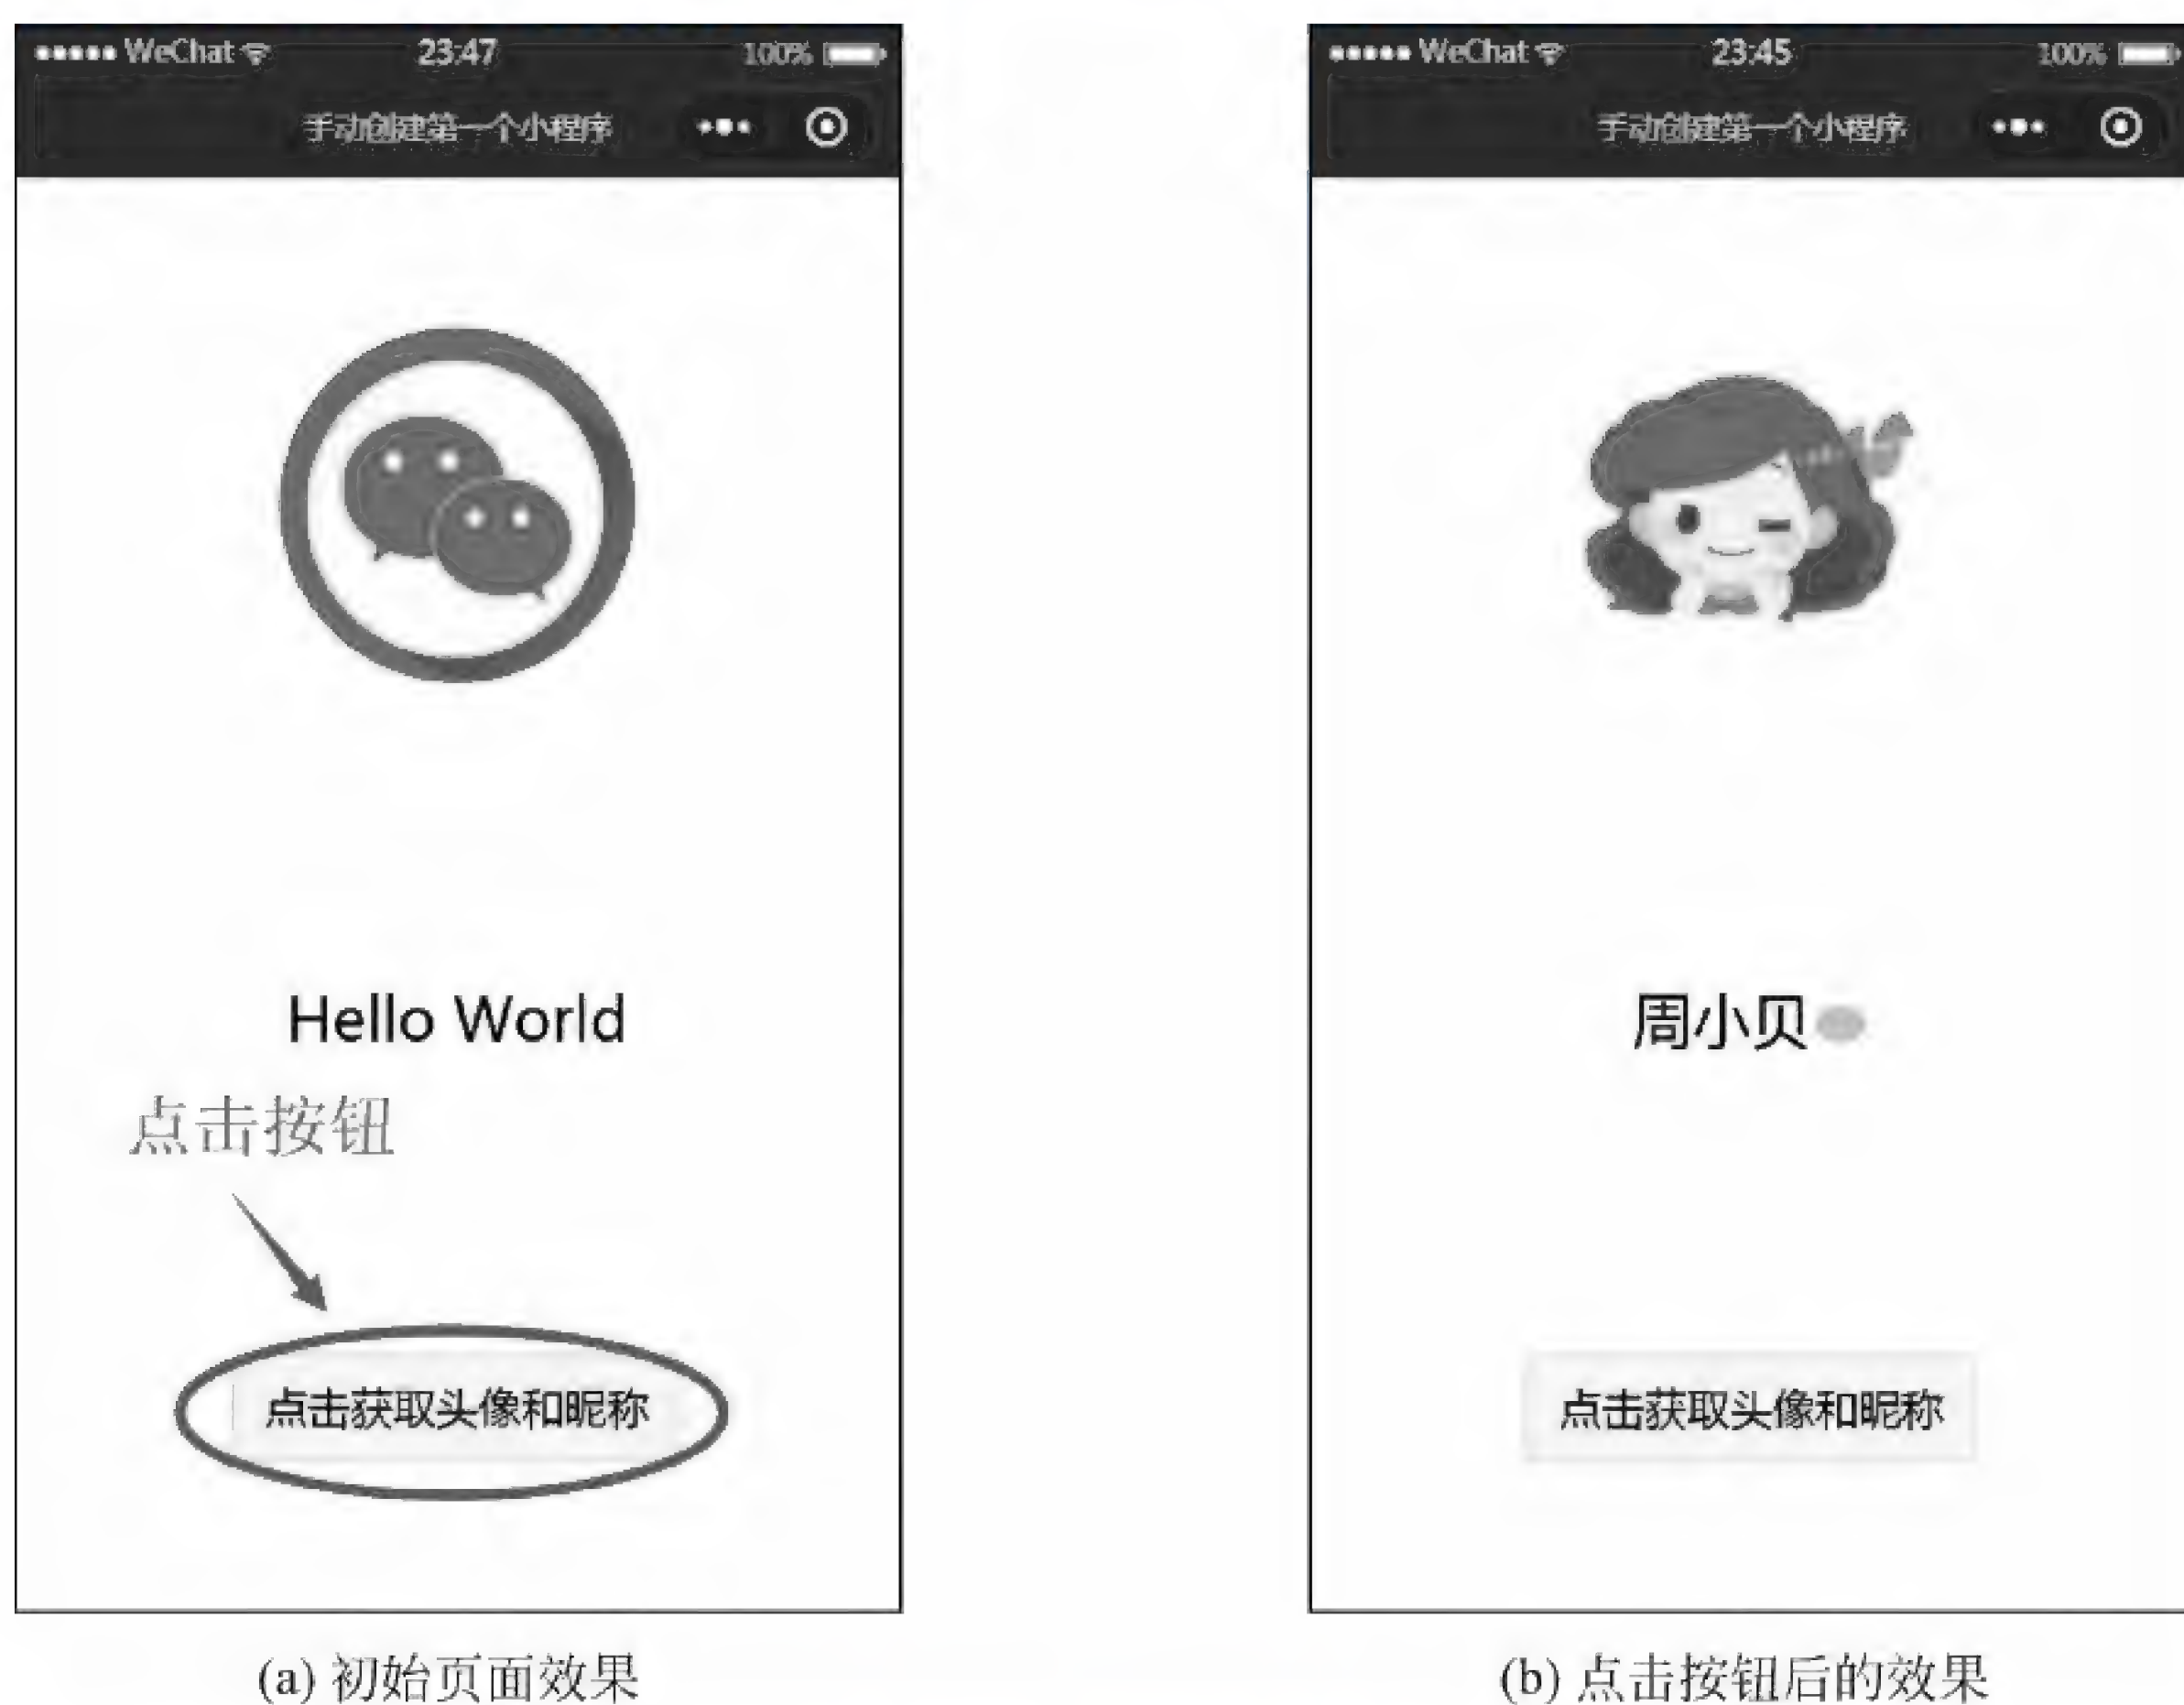 WeChat 23:47 100%
手动创建第一个小程序
Hello World
点击按钮
点击获取头像和昵称
(a) 初始页面效果
WeChat 23:45 100%
手动创建第一个小程序
周小贝
点击获取头像和昵称
(b) 点击按钮后的效果